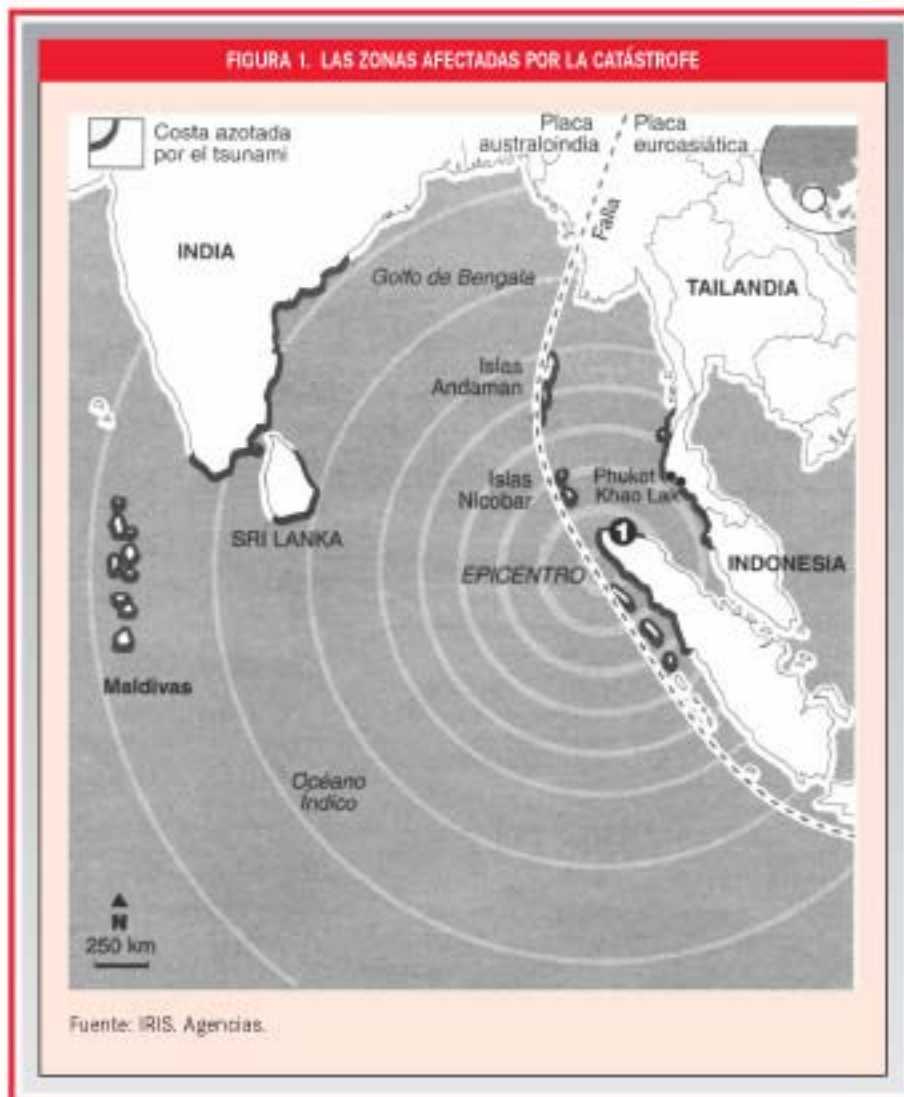 FIGURA 1. LAS ZONAS AFECTADAS POR LA CATÁSTROFE
Costa azotada
por el tsunami
Placa
australoindia
Placa
euroasiática
Falla
INDIA
Golfo de Bengala
TAILANDIA
Islas
Andaman
Islas
Nicobar
Phukot
Khao Lak
SRI LANKA
1
EPICENTRO
INDONESIA
Maldivas
Océano
Índico
N
250 km
Fuente: IRIS. Agencias.